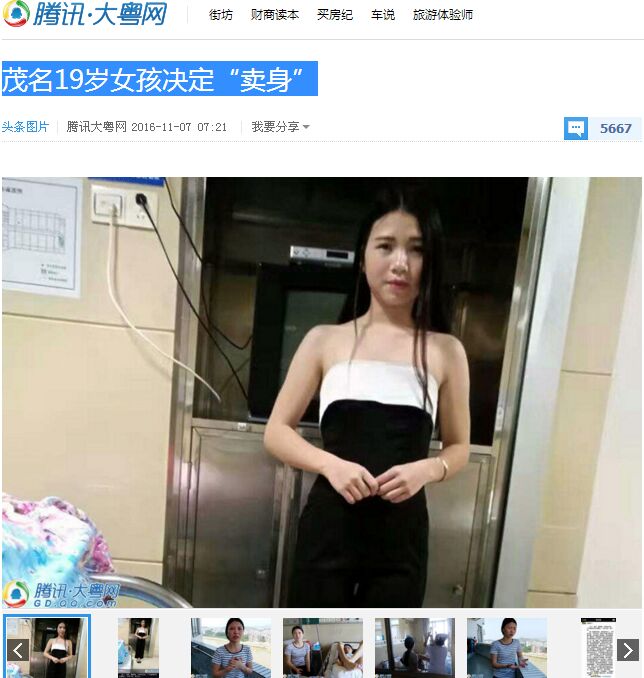 腾讯·大粤网
街坊 财商读本 买房纪 车说 旅游体验师
茂名19岁女孩决定“卖身”
头条图片 腾讯大粤网 2016-11-07 07:21 我要分享 5667
腾讯·大粤网
GD.QQ.COM